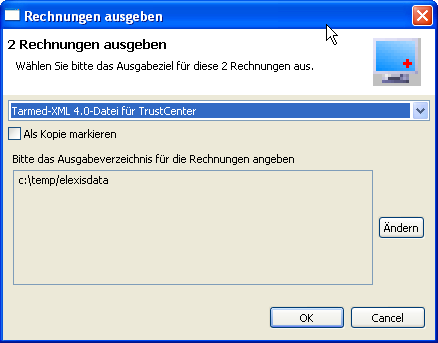 Rechnungen ausgeben
2 Rechnungen ausgeben
Wählen Sie bitte das Ausgabeziel für diese 2 Rechnungen aus.
Tarmed-XML 4.0-Datei für TrustCenter
Als Kopie markieren
Bitte das Ausgabeverzeichnis für die Rechnungen angeben
c:\temp/elexisdata
Ändern
OK
Cancel